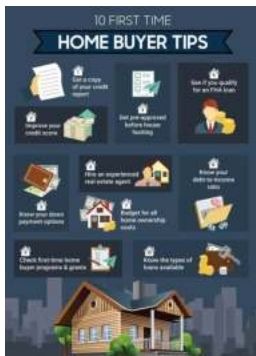 10 FIRST TIME
HOME BUYER TIPS
Get a copy
of your credit
report
See if you qualify
for an FHA loan
Improve your
credit score
Get pre-approved
before house
hunting
Hire an experienced
real estate agent
Know your
debt-to-income
ratio
Know your down
payment options
Budget for all
home ownership
costs
Check first-time home
buyer programs & grants
Know the types of
loans available